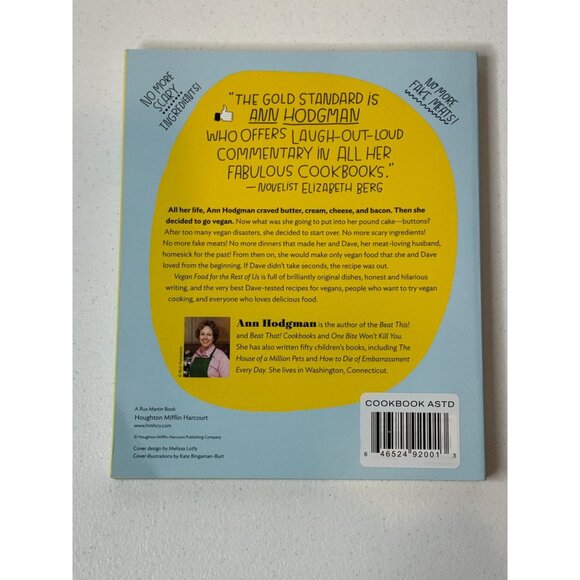 NO MORE
SCARY
INGREDIENTS!
NO MORE
FAKE MEATS!
"THE GOLD STANDARD IS
ANN HODGMAN
WHO OFFERS LAUGH-OUT-LOUD
COMMENTARY IN ALL HER
FABULOUS COOKBOOKS."
—NOVELIST ELIZABETH BERG
All her life, Ann Hodgman craved butter, cream, cheese, and bacon. Then she
decided to go vegan. Now what was she going to put into her pound cake—buttons?
After too many vegan disasters, she decided to start over. No more scary ingredients!
No more fake meats! No more dinners that made her and Dave, her meat-loving husband,
homesick for the past! From then on, she would make only vegan food that she and Dave
loved from the beginning. If Dave didn't take seconds, the recipe was out.
Vegan Food for the Rest of Us is full of brilliantly original dishes, honest and hilarious
writing, and the very best Dave-tested recipes for vegans, people who want to try vegan
cooking, and everyone who loves delicious food.
Ann Hodgman is the author of the Beat This!
and Beat That! Cookbooks and One Bite Won't Kill You.
She has also written fifty children's books, including The
House of a Million Pets and How to Die of Embarrassment
Every Day. She lives in Washington, Connecticut.
A Rux Martin Book
Houghton Mifflin Harcourt
www.hmhco.com
© Houghton Mifflin Harcourt Publishing Company
Cover design by Melissa Lotfy
Cover illustrations by Kate Bingaman-Burt
COOKBOOK ASTD
6 46524 92001 3